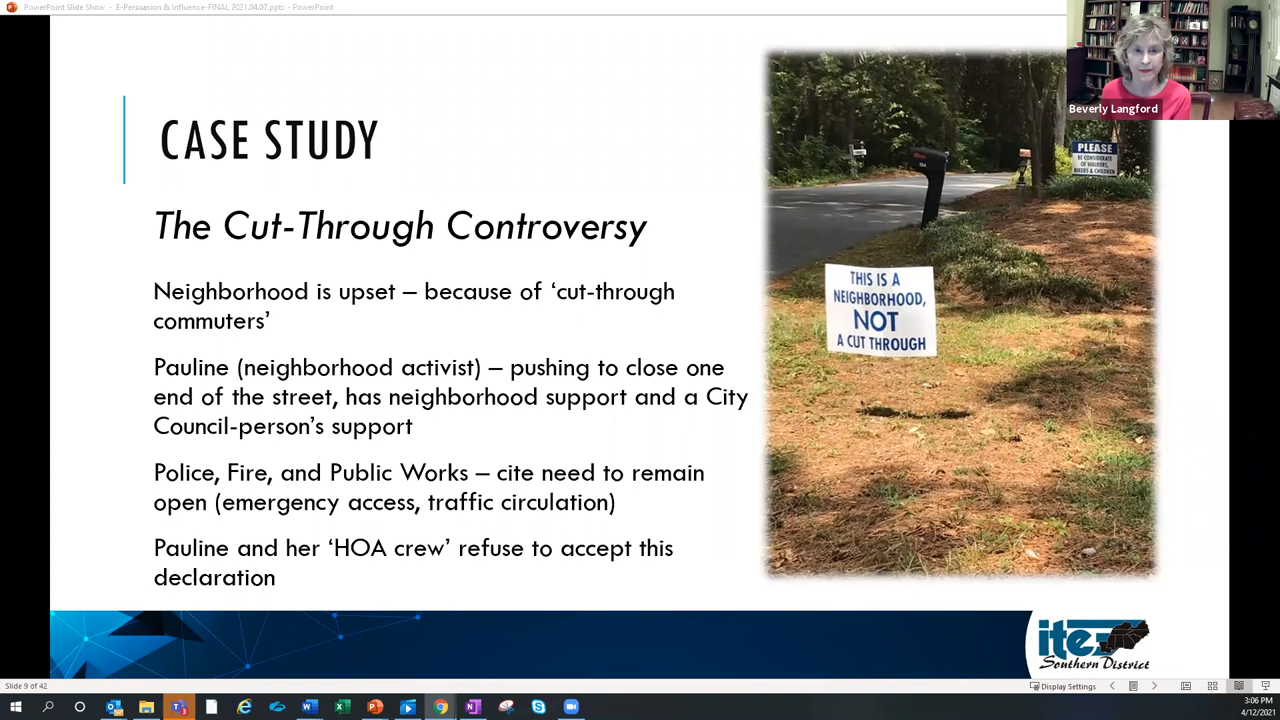 PowerPoint Slide Show - E-Persuasion & Influence-FINAL 2021.04.07.pptx - PowerPoint
Beverly Langford
CASE STUDY
The Cut-Through Controversy
Neighborhood is upset – because of ‘cut-through
commuters’
Pauline (neighborhood activist) – pushing to close one
end of the street, has neighborhood support and a City
Council-person’s support
Police, Fire, and Public Works – cite need to remain
open (emergency access, traffic circulation)
Pauline and her ‘HOA crew’ refuse to accept this
declaration
PLEASE
BE CONSIDERATE
OF WALKERS,
BIKERS & CHILDREN
THIS IS A
NEIGHBORHOOD,
NOT
A CUT THROUGH
ite
Southern District
Slide 9 of 42
Display Settings
3:06 PM
4/12/2021